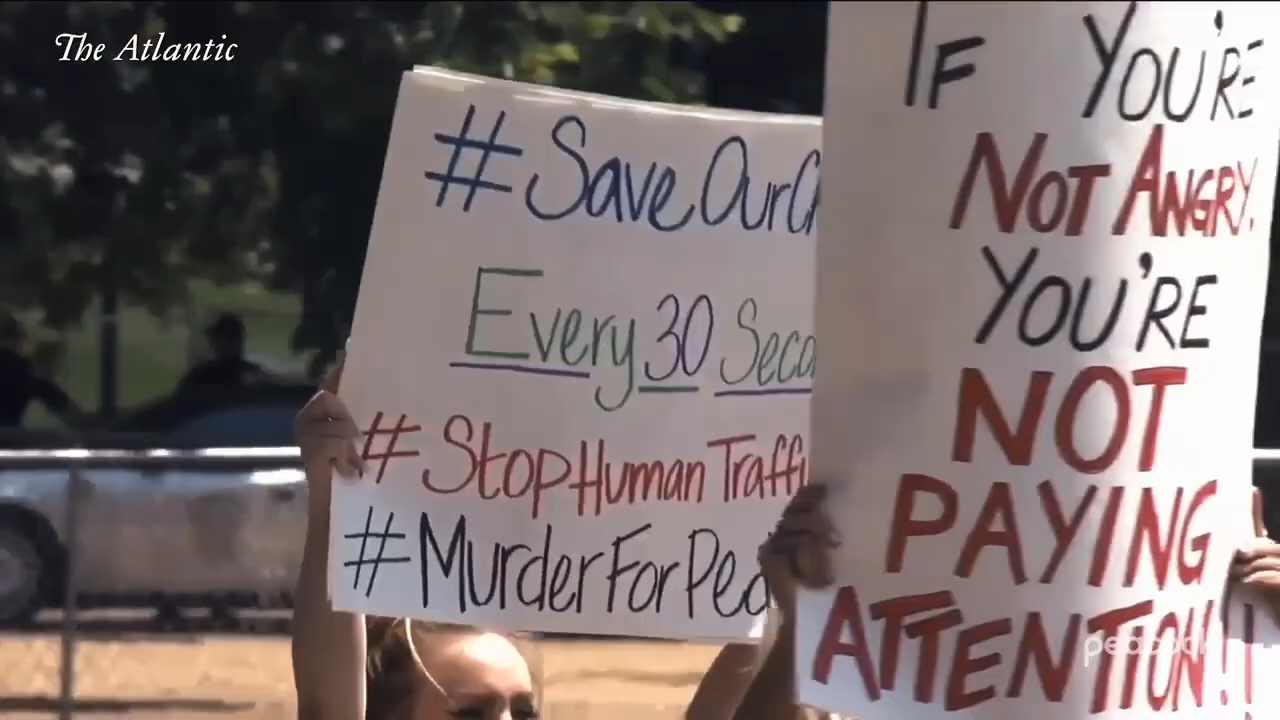 The Atlantic
#SaveOurC
Every 30 Seco
#StopHumanTraffi
#MurderForPed
IF YOU'RE
NOT ANGRY.
YOU'RE
NOT
PAYING
ATTENTION!!
peacock